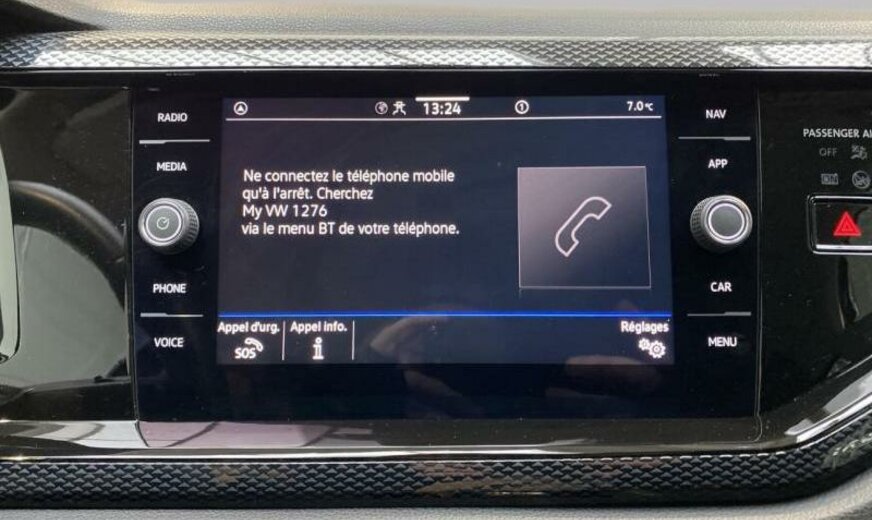 RADIO
MEDIA
PHONE
VOICE
13:24
1
7.0 °C
Ne connectez le téléphone mobile
qu'à l'arrêt. Cherchez
My VW 1276
via le menu BT de votre téléphone.
Appel d'urg.
SOS
Appel info.
i
Réglages
NAV
APP
CAR
MENU
PASSENGER AI
OFF